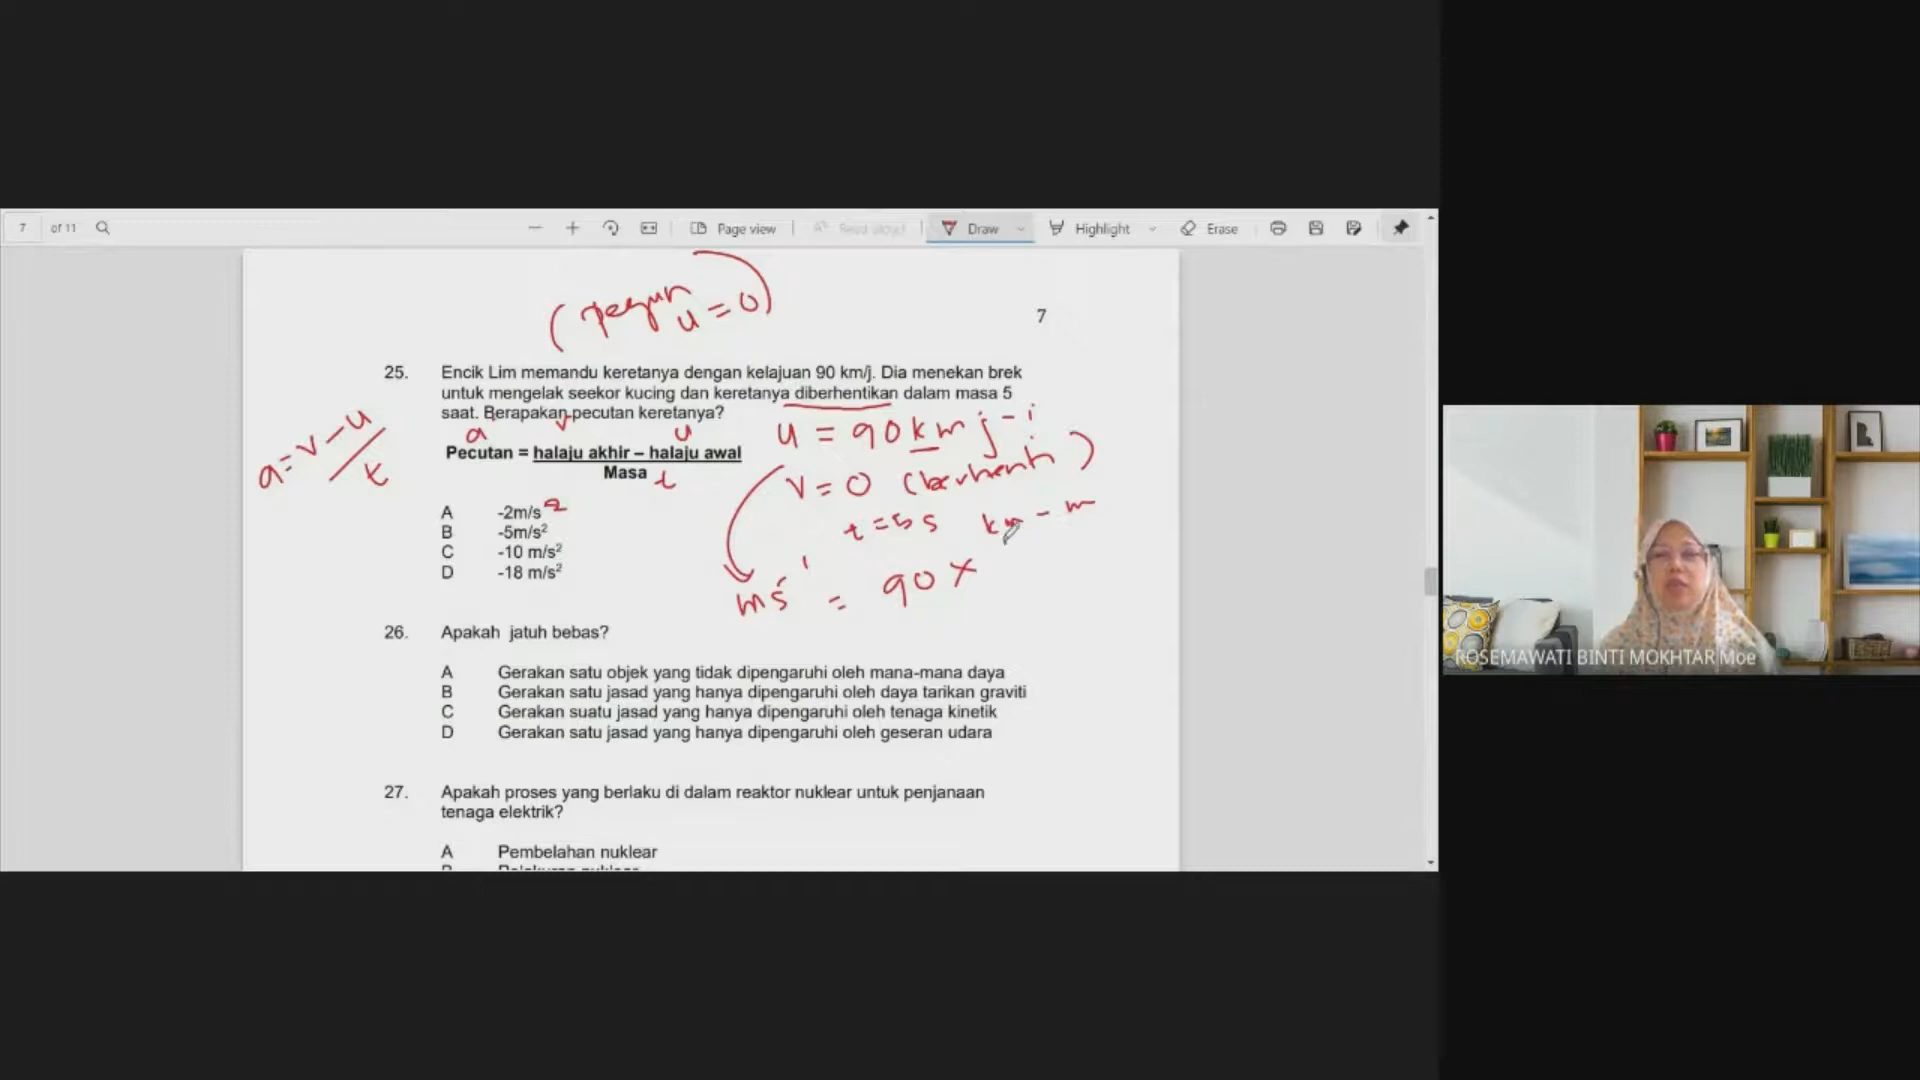 7 of 11 Page view Read aloud Draw Highlight Erase
(pegun u = 0)
7
25. Encik Lim memandu keretanya dengan kelajuan 90 km/j. Dia menekan brek
untuk mengelak seekor kucing dan keretanya diberhentikan dalam masa 5
saat. Berapakan pecutan keretanya?
a v u
u = 90 km j-1
a = v - u / t
Pecutan = halaju akhir – halaju awal
Masa t
v = 0 (berhenti)
A -2m/s2
t = 5 s km - m
B -5m/s²
C -10 m/s²
D -18 m/s²
ms-1 = 90 x
26. Apakah jatuh bebas?
A Gerakan satu objek yang tidak dipengaruhi oleh mana-mana daya
B Gerakan satu jasad yang hanya dipengaruhi oleh daya tarikan graviti
C Gerakan suatu jasad yang hanya dipengaruhi oleh tenaga kinetik
D Gerakan satu jasad yang hanya dipengaruhi oleh geseran udara
27. Apakah proses yang berlaku di dalam reaktor nuklear untuk penjanaan
tenaga elektrik?
A Pembelahan nuklear
ROSEMAWATI BINTI MOKHTAR Moe